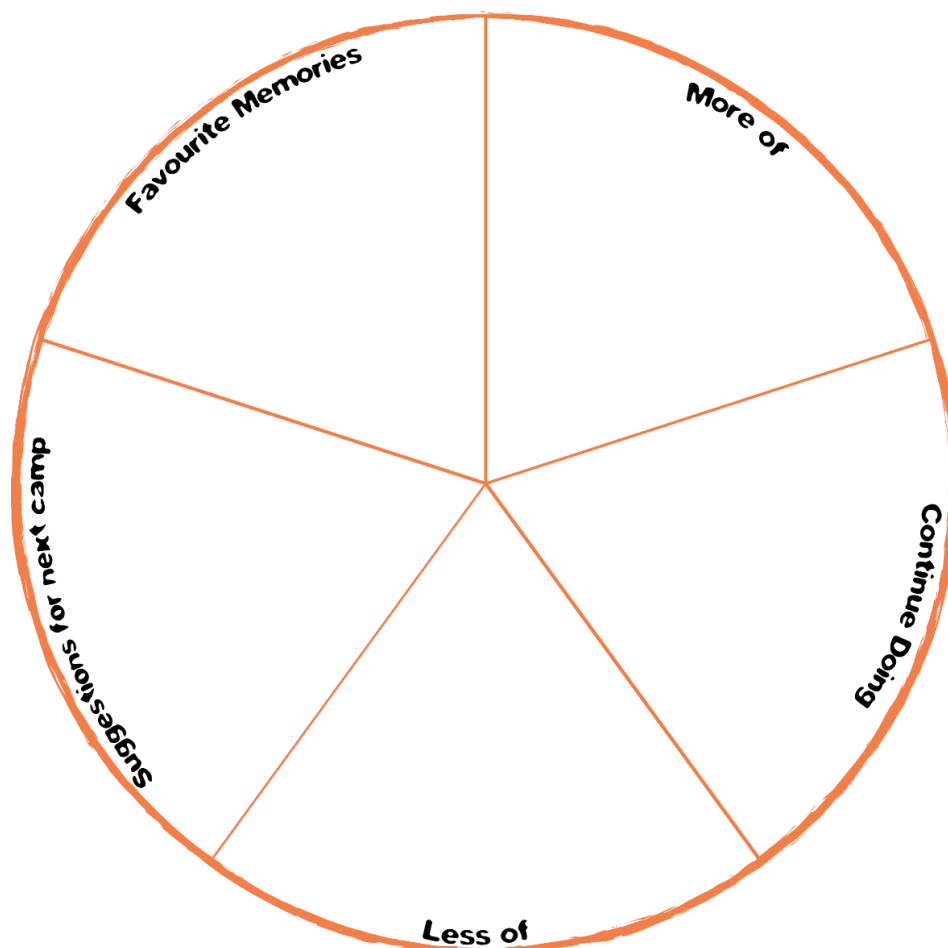 Favourite Memories
More of
Continue Doing
Less of
Suggestions for next camp